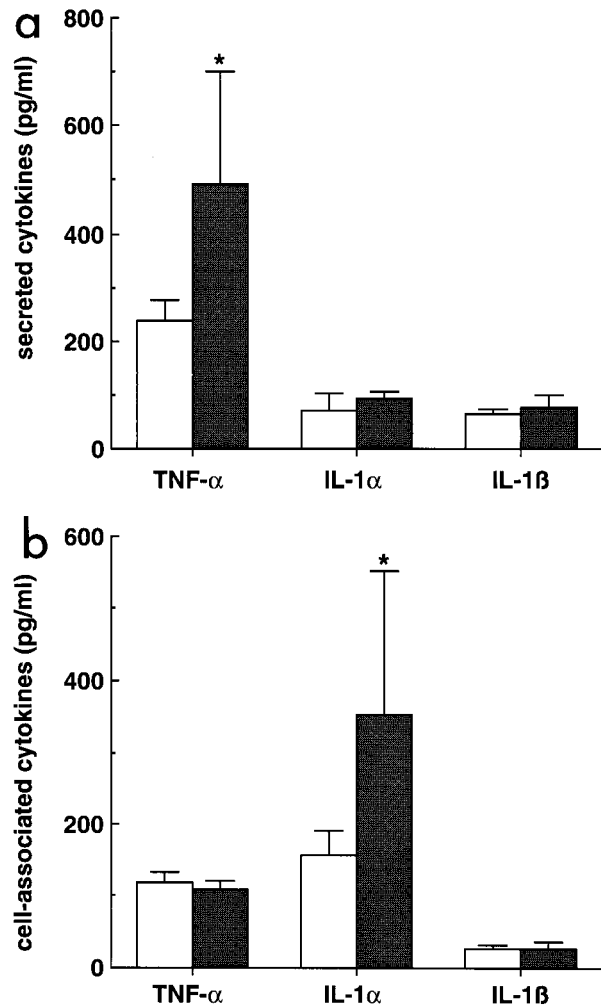 a
secreted cytokines (pg/ml)
800
600
400
200
0
*
TNF-α
IL-1α
IL-1ß
b
cell-associated cytokines (pg/ml)
600
400
200
0
*
TNF-α
IL-1α
IL-1ß